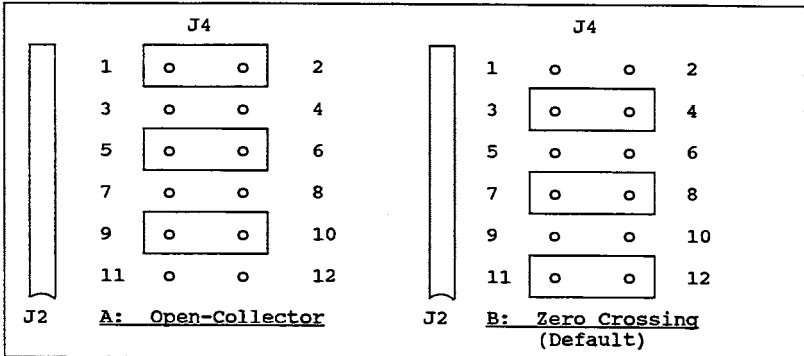 J4 J4
1 2 1 2
3 4 3 4
5 6 5 6
7 8 7 8
9 10 9 10
11 12 11 12
J2 A: Open-Collector J2 B: Zero Crossing
(Default)